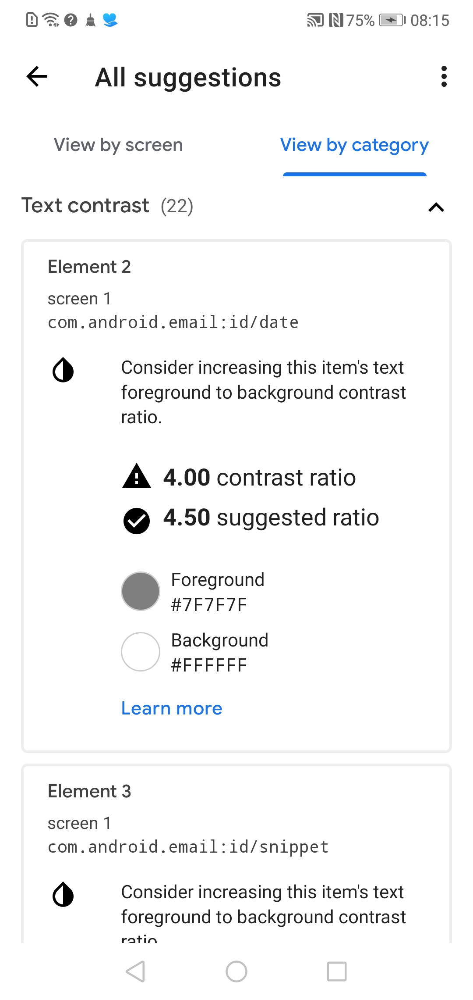 75% 08:15
All suggestions
View by screen View by category
Text contrast (22)
Element 2
screen 1
com.android.email:id/date
Consider increasing this item's text
foreground to background contrast
ratio.
4.00 contrast ratio
4.50 suggested ratio
Foreground
#7F7F7F
Background
#FFFFFF
Learn more
Element 3
screen 1
com.android.email:id/snippet
Consider increasing this item's text
foreground to background contrast
ratio